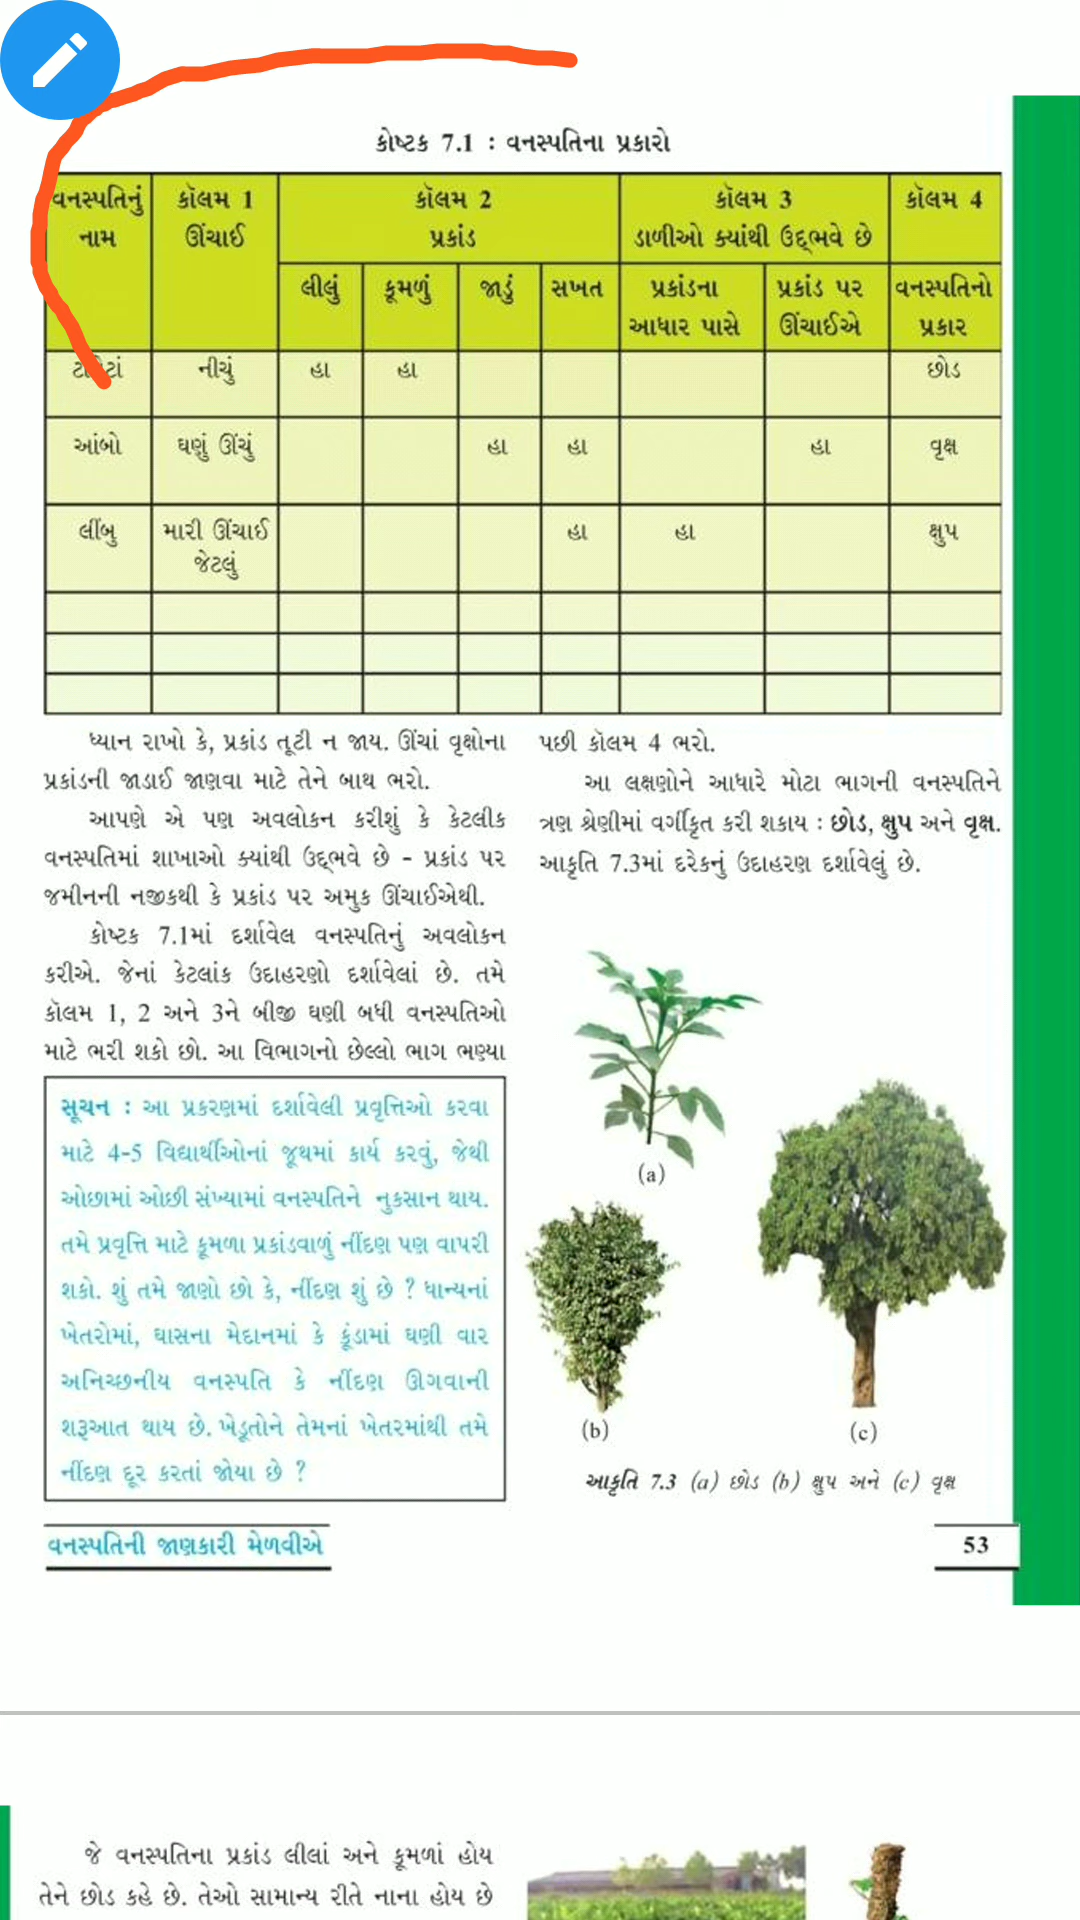 કોષ્ટક 7.1 : વનસ્પતિના પ્રકારો
વનસ્પતિનું નામ કૉલમ 1 ઊંચાઈ કૉલમ 2 પ્રકાંડ કૉલમ 3 ડાળીઓ ક્યાંથી ઉદ્ભવે છે કૉલમ 4
લીલું કૂમળું જાડું સખત પ્રકાંડના આધાર પાસે પ્રકાંડ પર ઊંચાઈએ વનસ્પતિનો પ્રકાર
નીચું હા હા છોડ
આંબો ઘણું ઊંચું હા હા હા વૃક્ષ
લીંબુ મારી ઊંચાઈ જેટલું હા હા ક્ષુપ
ધ્યાન રાખો કે, પ્રકાંડ તૂટી ન જાય. ઊંચાં વૃક્ષોના
પ્રકાંડની જાડાઈ જાણવા માટે તેને બાથ ભરો.
આપણે એ પણ અવલોકન કરીશું કે કેટલીક
વનસ્પતિમાં શાખાઓ ક્યાંથી ઉદ્ભવે છે - પ્રકાંડ પર
જમીનની નજીકથી કે પ્રકાંડ પર અમુક ઊંચાઈએથી.
કોષ્ટક 7.1માં દર્શાવેલ વનસ્પતિનું અવલોકન
કરીએ. જેનાં કેટલાંક ઉદાહરણો દર્શાવેલાં છે. તમે
કૉલમ 1, 2 અને 3ને બીજી ઘણી બધી વનસ્પતિઓ
માટે ભરી શકો છો. આ વિભાગનો છેલ્લો ભાગ ભણ્યા
પછી કૉલમ 4 ભરો.
આ લક્ષણોને આધારે મોટા ભાગની વનસ્પતિને
ત્રણ શ્રેણીમાં વર્ગીકૃત કરી શકાય : છોડ, ક્ષુપ અને વૃક્ષ.
આકૃતિ 7.3માં દરેકનું ઉદાહરણ દર્શાવેલું છે.
સૂચન : આ પ્રકરણમાં દર્શાવેલી પ્રવૃત્તિઓ કરવા
માટે 4-5 વિદ્યાર્થીઓનાં જૂથમાં કાર્ય કરવું, જેથી
ઓછામાં ઓછી સંખ્યામાં વનસ્પતિને નુકસાન થાય.
તમે પ્રવૃત્તિ માટે કૂમળા પ્રકાંડવાળું નીંદણ પણ વાપરી
શકો. શું તમે જાણો છો કે, નીંદણ શું છે ? ધાન્યનાં
ખેતરોમાં, ઘાસના મેદાનમાં કે કૂંડામાં ઘણી વાર
અનિચ્છનીય વનસ્પતિ કે નીંદણ ઊગવાની
શરૂઆત થાય છે. ખેડૂતોને તેમનાં ખેતરમાંથી તમે
નીંદણ દૂર કરતાં જોયા છે ?
(a)
(b)
(c)
આકૃતિ 7.3 (a) છોડ (b) ક્ષુપ અને (c) વૃક્ષ
વનસ્પતિની જાણકારી મેળવીએ
53
જે વનસ્પતિના પ્રકાંડ લીલાં અને કૂમળાં હોય
તેને છોડ કહે છે. તેઓ સામાન્ય રીતે નાના હોય છે